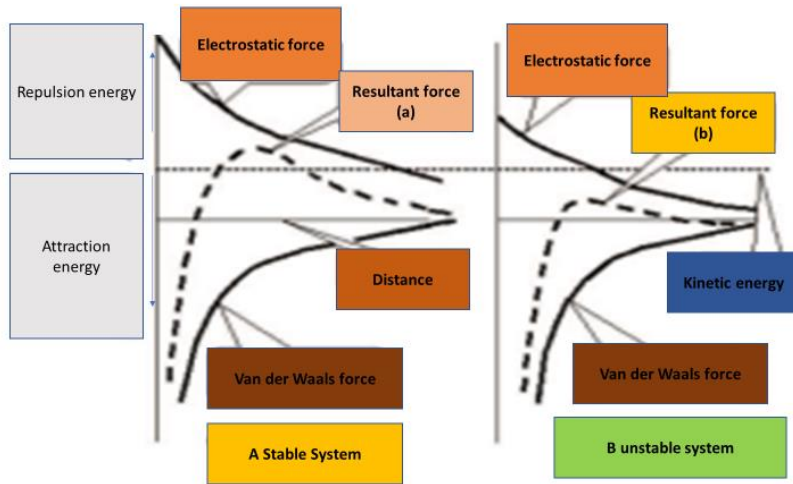 Repulsion energy
Attraction
energy
Electrostatic force
Resultant force
(a)
Distance
Van der Waals force
A Stable System
Electrostatic force
Resultant force
(b)
Kinetic energy
Van der Waals force
B unstable system